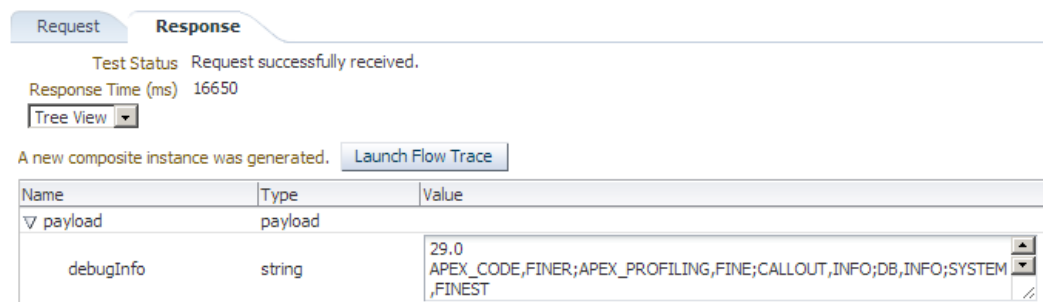 Request Response
Test Status Request successfully received.
Response Time (ms) 16650
Tree View
A new composite instance was generated. Launch Flow Trace
Name Type Value
payload payload
debugInfo string 29.0
APEX_CODE,FINER;APEX_PROFILING,FINE;CALLOUT,INFO;DB,INFO;SYSTEM
,FINEST